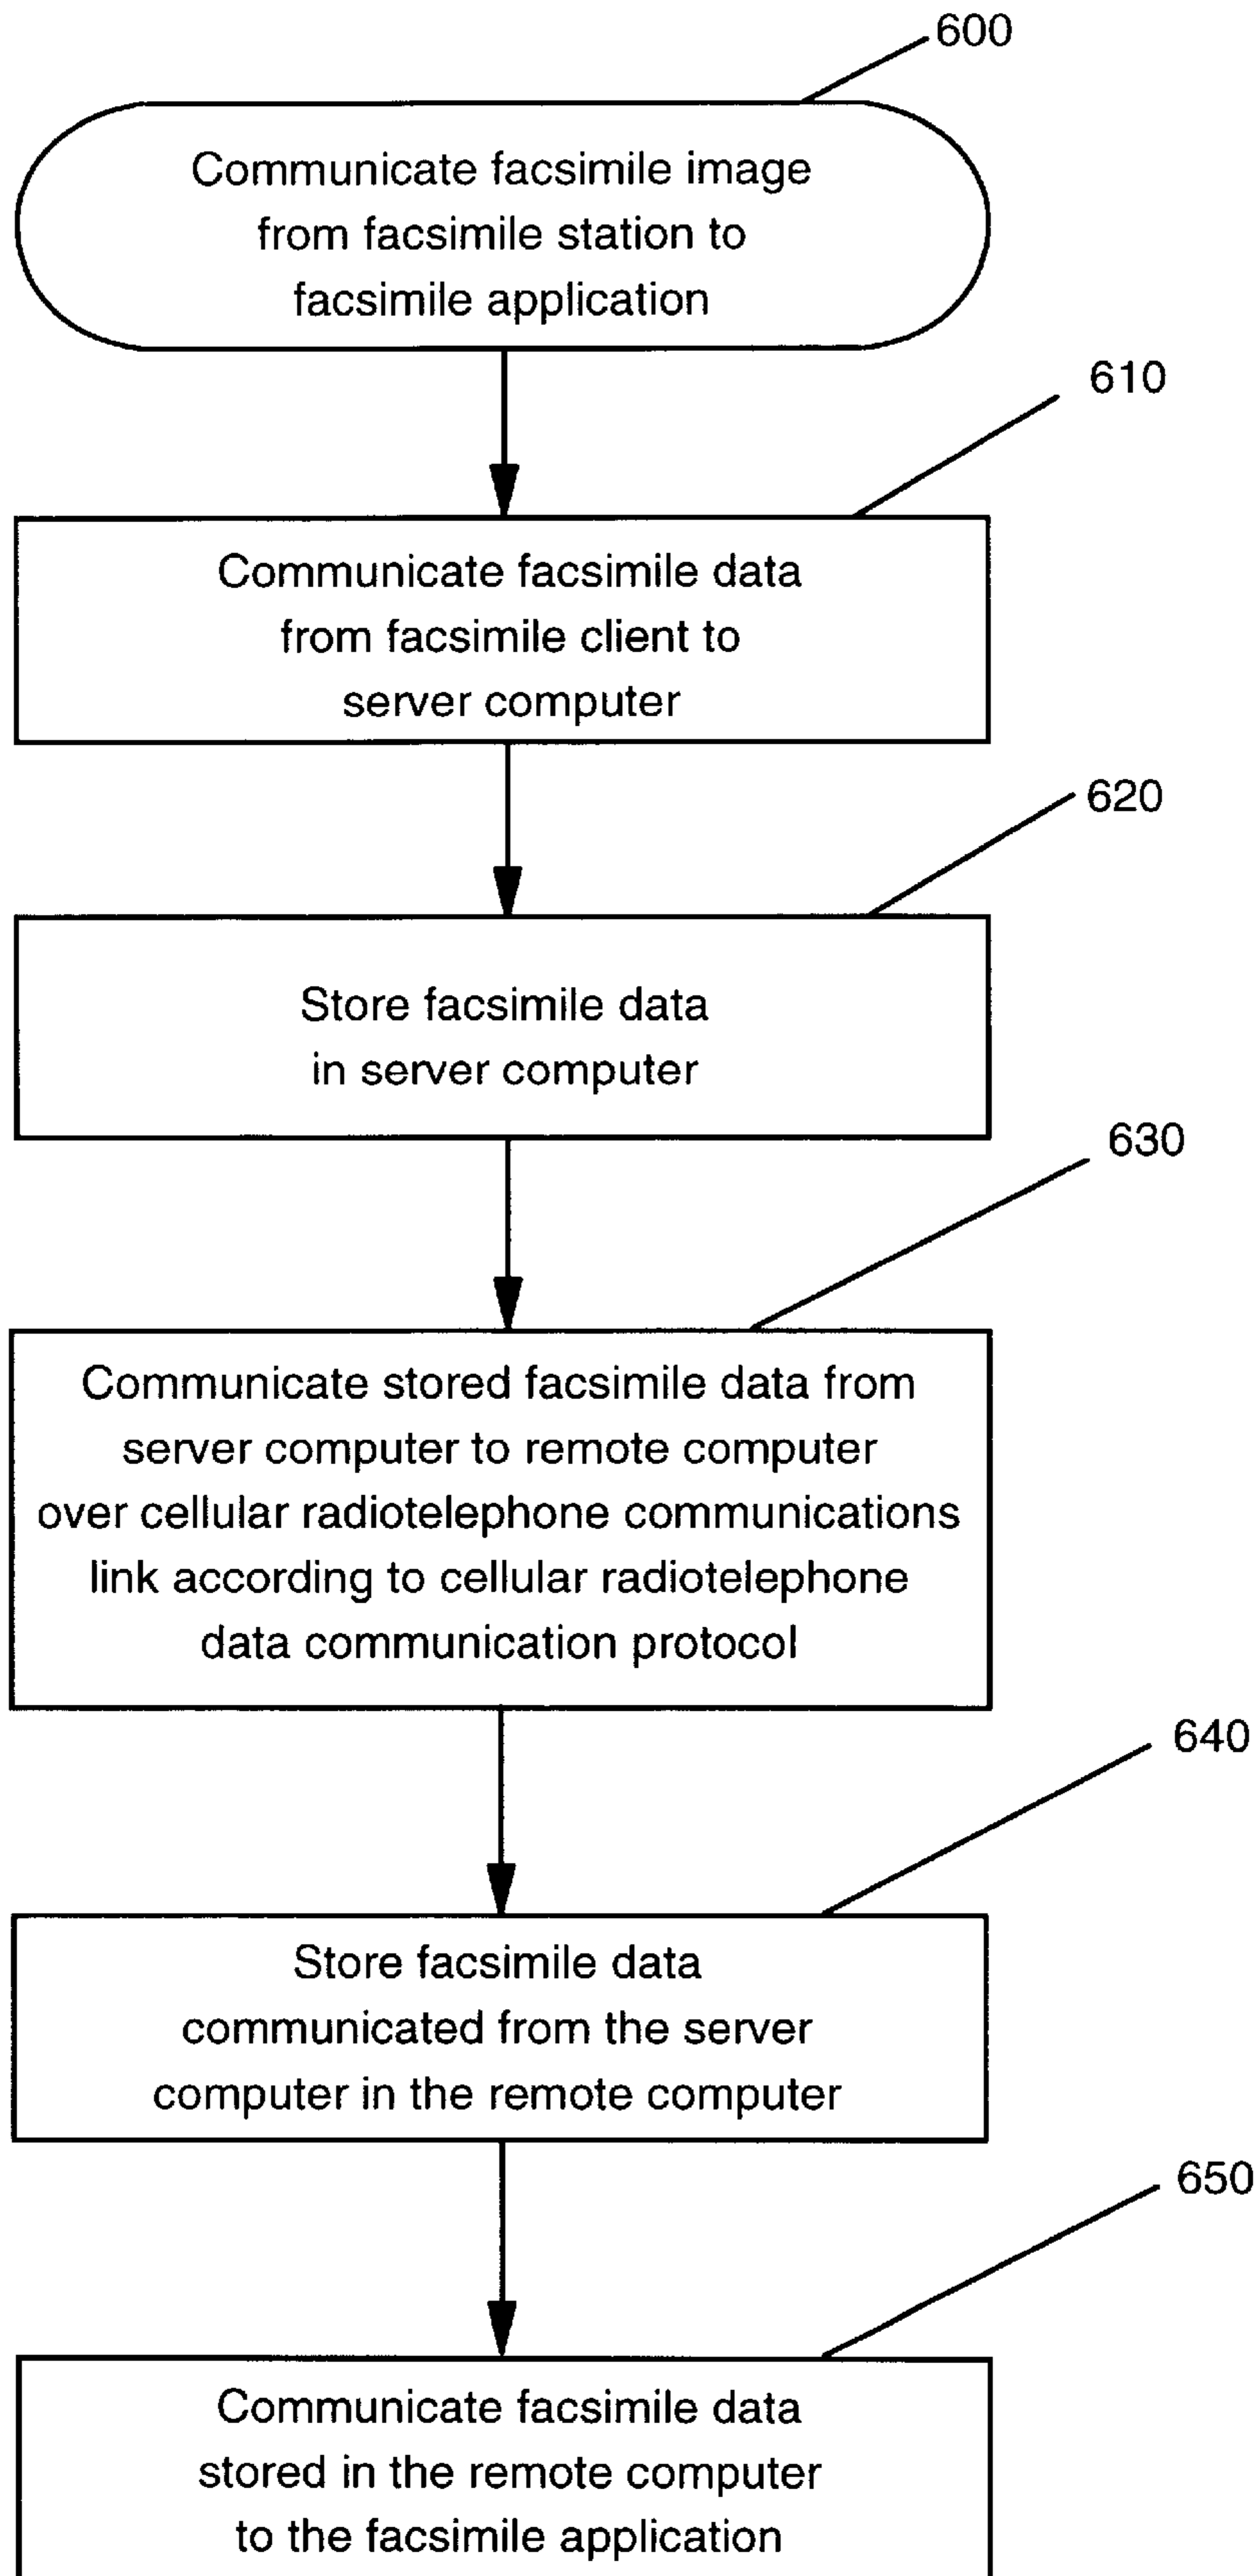 600
Communicate facsimile image
from facsimile station to
facsimile application
610
Communicate facsimile data
from facsimile client to
server computer
620
Store facsimile data
in server computer
630
Communicate stored facsimile data from
server computer to remote computer
over cellular radiotelephone communications
link according to cellular radiotelephone
data communication protocol
640
Store facsimile data
communicated from the server
computer in the remote computer
650
Communicate facsimile data
stored in the remote computer
to the facsimile application